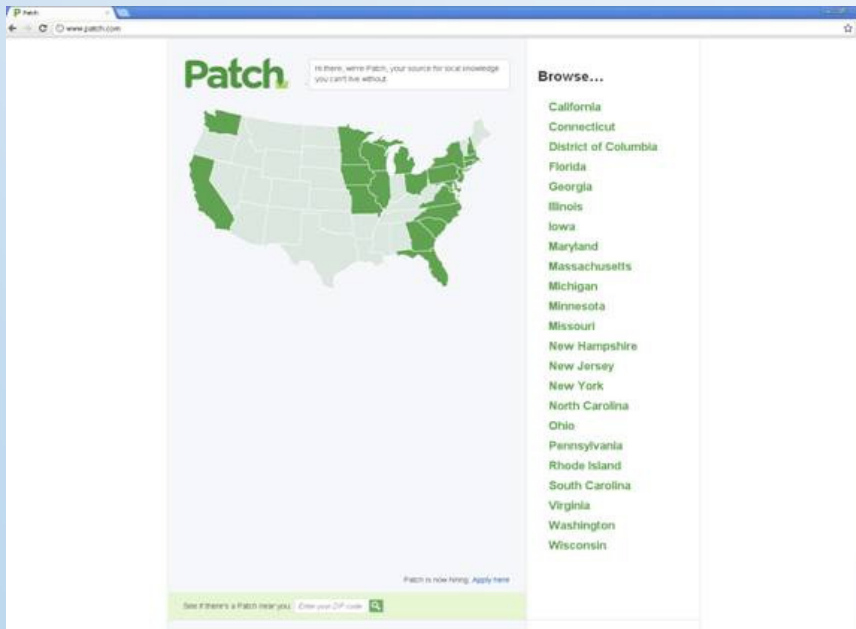 Patch
www.patch.com
Patch
Hi there, we're Patch, your source for local knowledge
you can't live without.
Browse...
California
Connecticut
District of Columbia
Florida
Georgia
Illinois
Iowa
Maryland
Massachusetts
Michigan
Minnesota
Missouri
New Hampshire
New Jersey
New York
North Carolina
Ohio
Pennsylvania
Rhode Island
South Carolina
Virginia
Washington
Wisconsin
Patch is now hiring. Apply here
See if there's a Patch near you: Enter your ZIP code